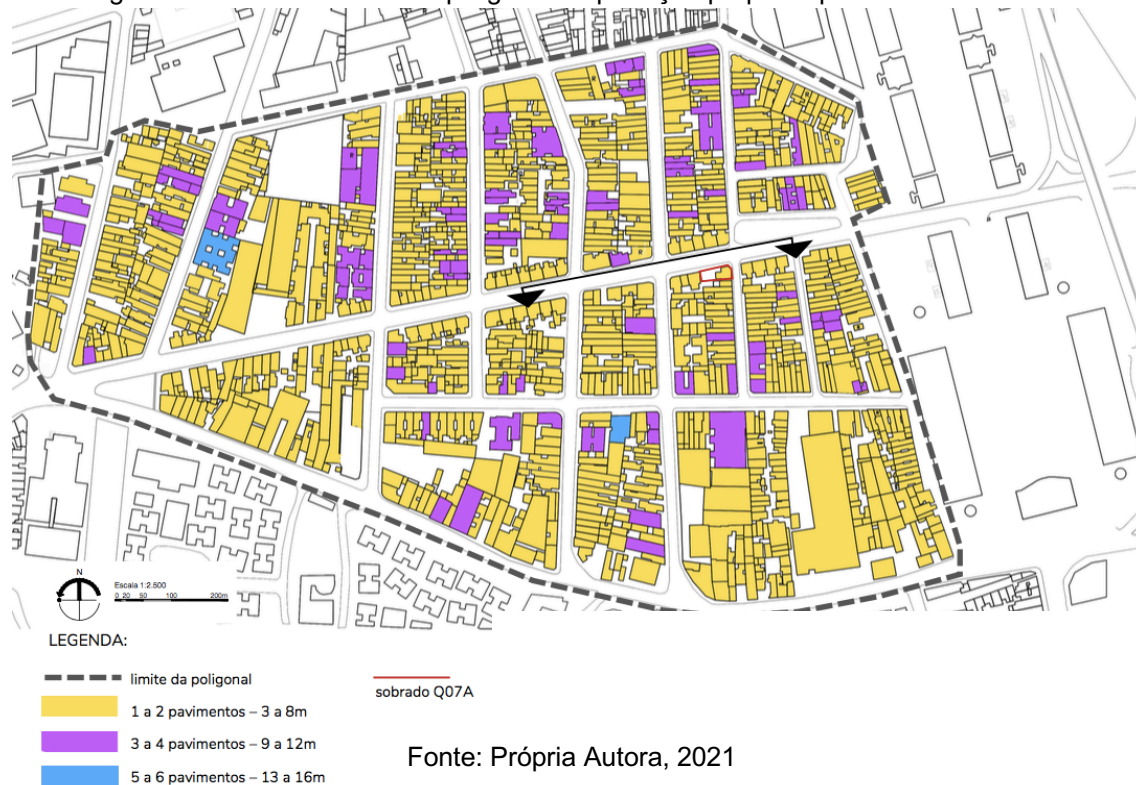 N
Escala 1:2.500
0 20 50 100 200m
LEGENDA:
limite da poligonal
sobrado Q07A
1 a 2 pavimentos – 3 a 8m
3 a 4 pavimentos – 9 a 12m
Fonte: Própria Autora, 2021
5 a 6 pavimentos – 13 a 16m